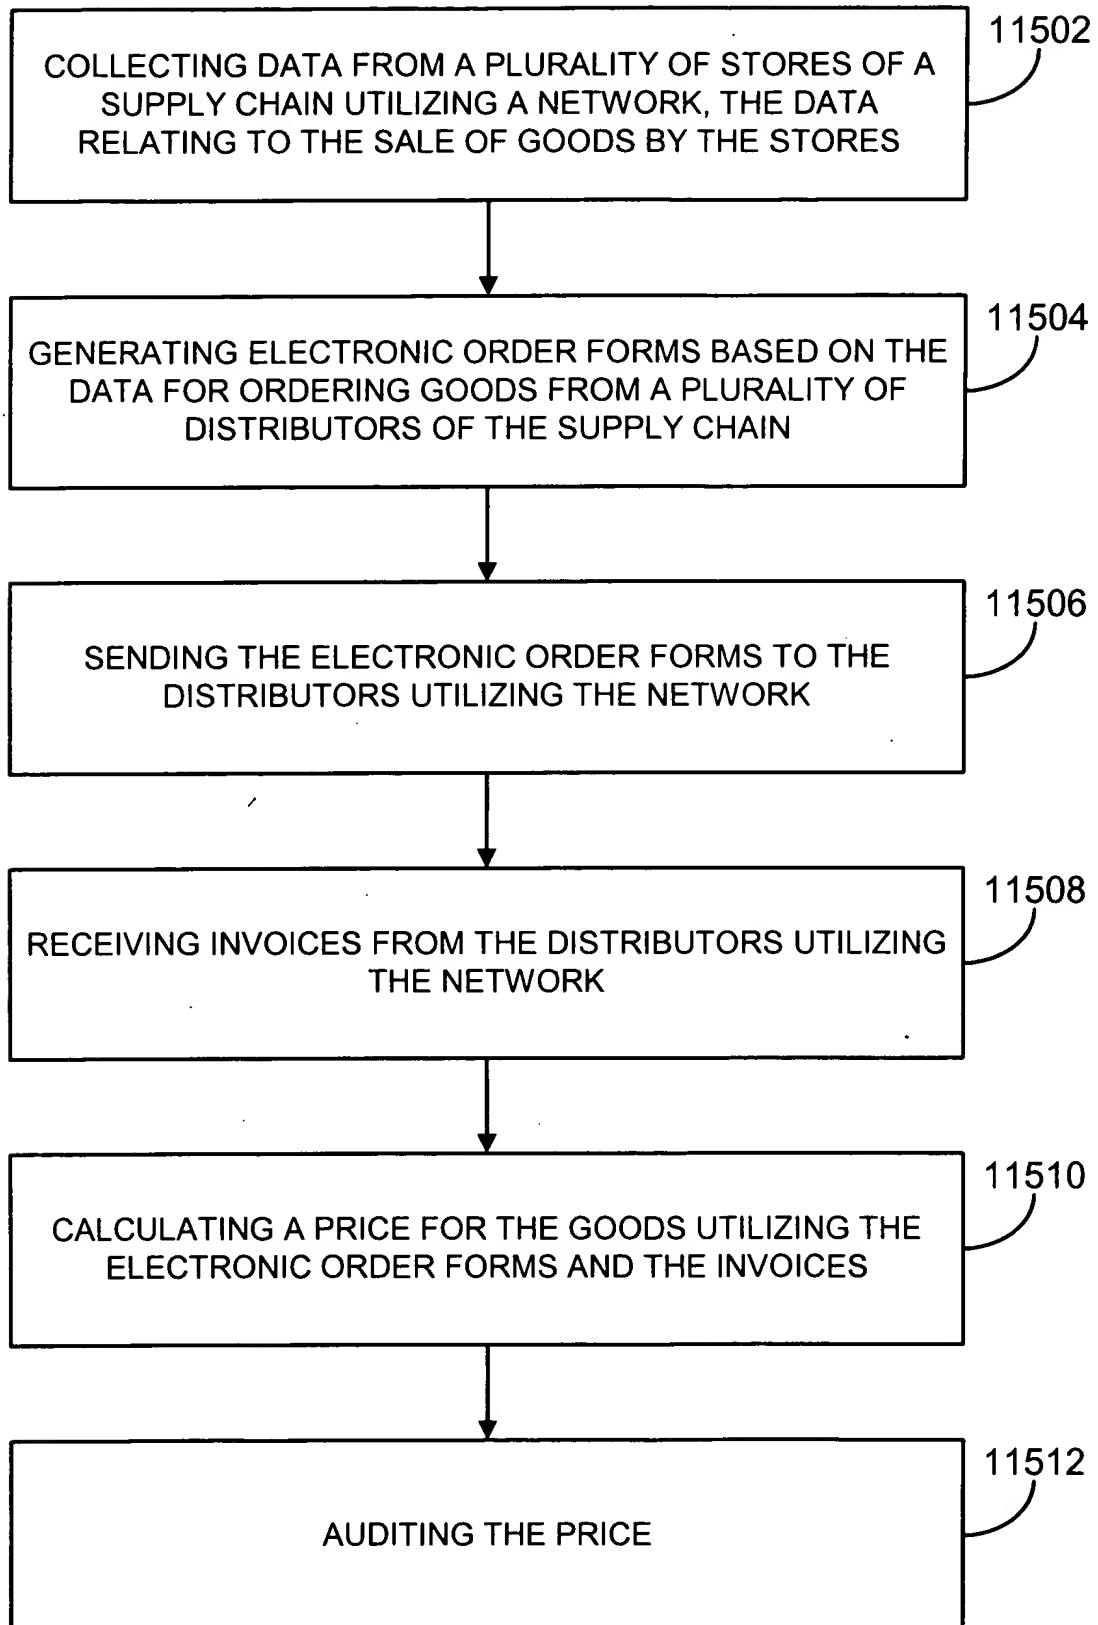 11502
COLLECTING DATA FROM A PLURALITY OF STORES OF A
SUPPLY CHAIN UTILIZING A NETWORK, THE DATA
RELATING TO THE SALE OF GOODS BY THE STORES
11504
GENERATING ELECTRONIC ORDER FORMS BASED ON THE
DATA FOR ORDERING GOODS FROM A PLURALITY OF
DISTRIBUTORS OF THE SUPPLY CHAIN
11506
SENDING THE ELECTRONIC ORDER FORMS TO THE
DISTRIBUTORS UTILIZING THE NETWORK
11508
RECEIVING INVOICES FROM THE DISTRIBUTORS UTILIZING
THE NETWORK
11510
CALCULATING A PRICE FOR THE GOODS UTILIZING THE
ELECTRONIC ORDER FORMS AND THE INVOICES
11512
AUDITING THE PRICE